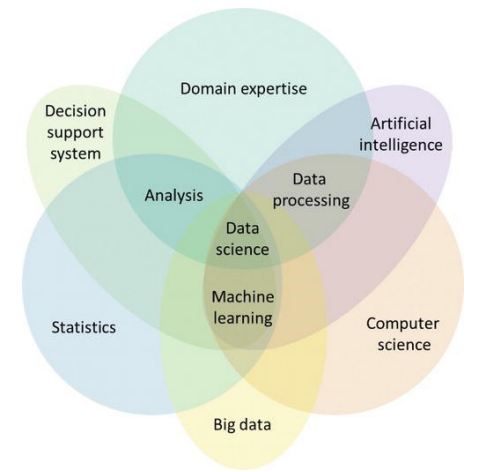 Domain expertise
Decision
support
system
Artificial
intelligence
Analysis
Data
processing
Data
science
Machine
learning
Statistics
Computer
science
Big data